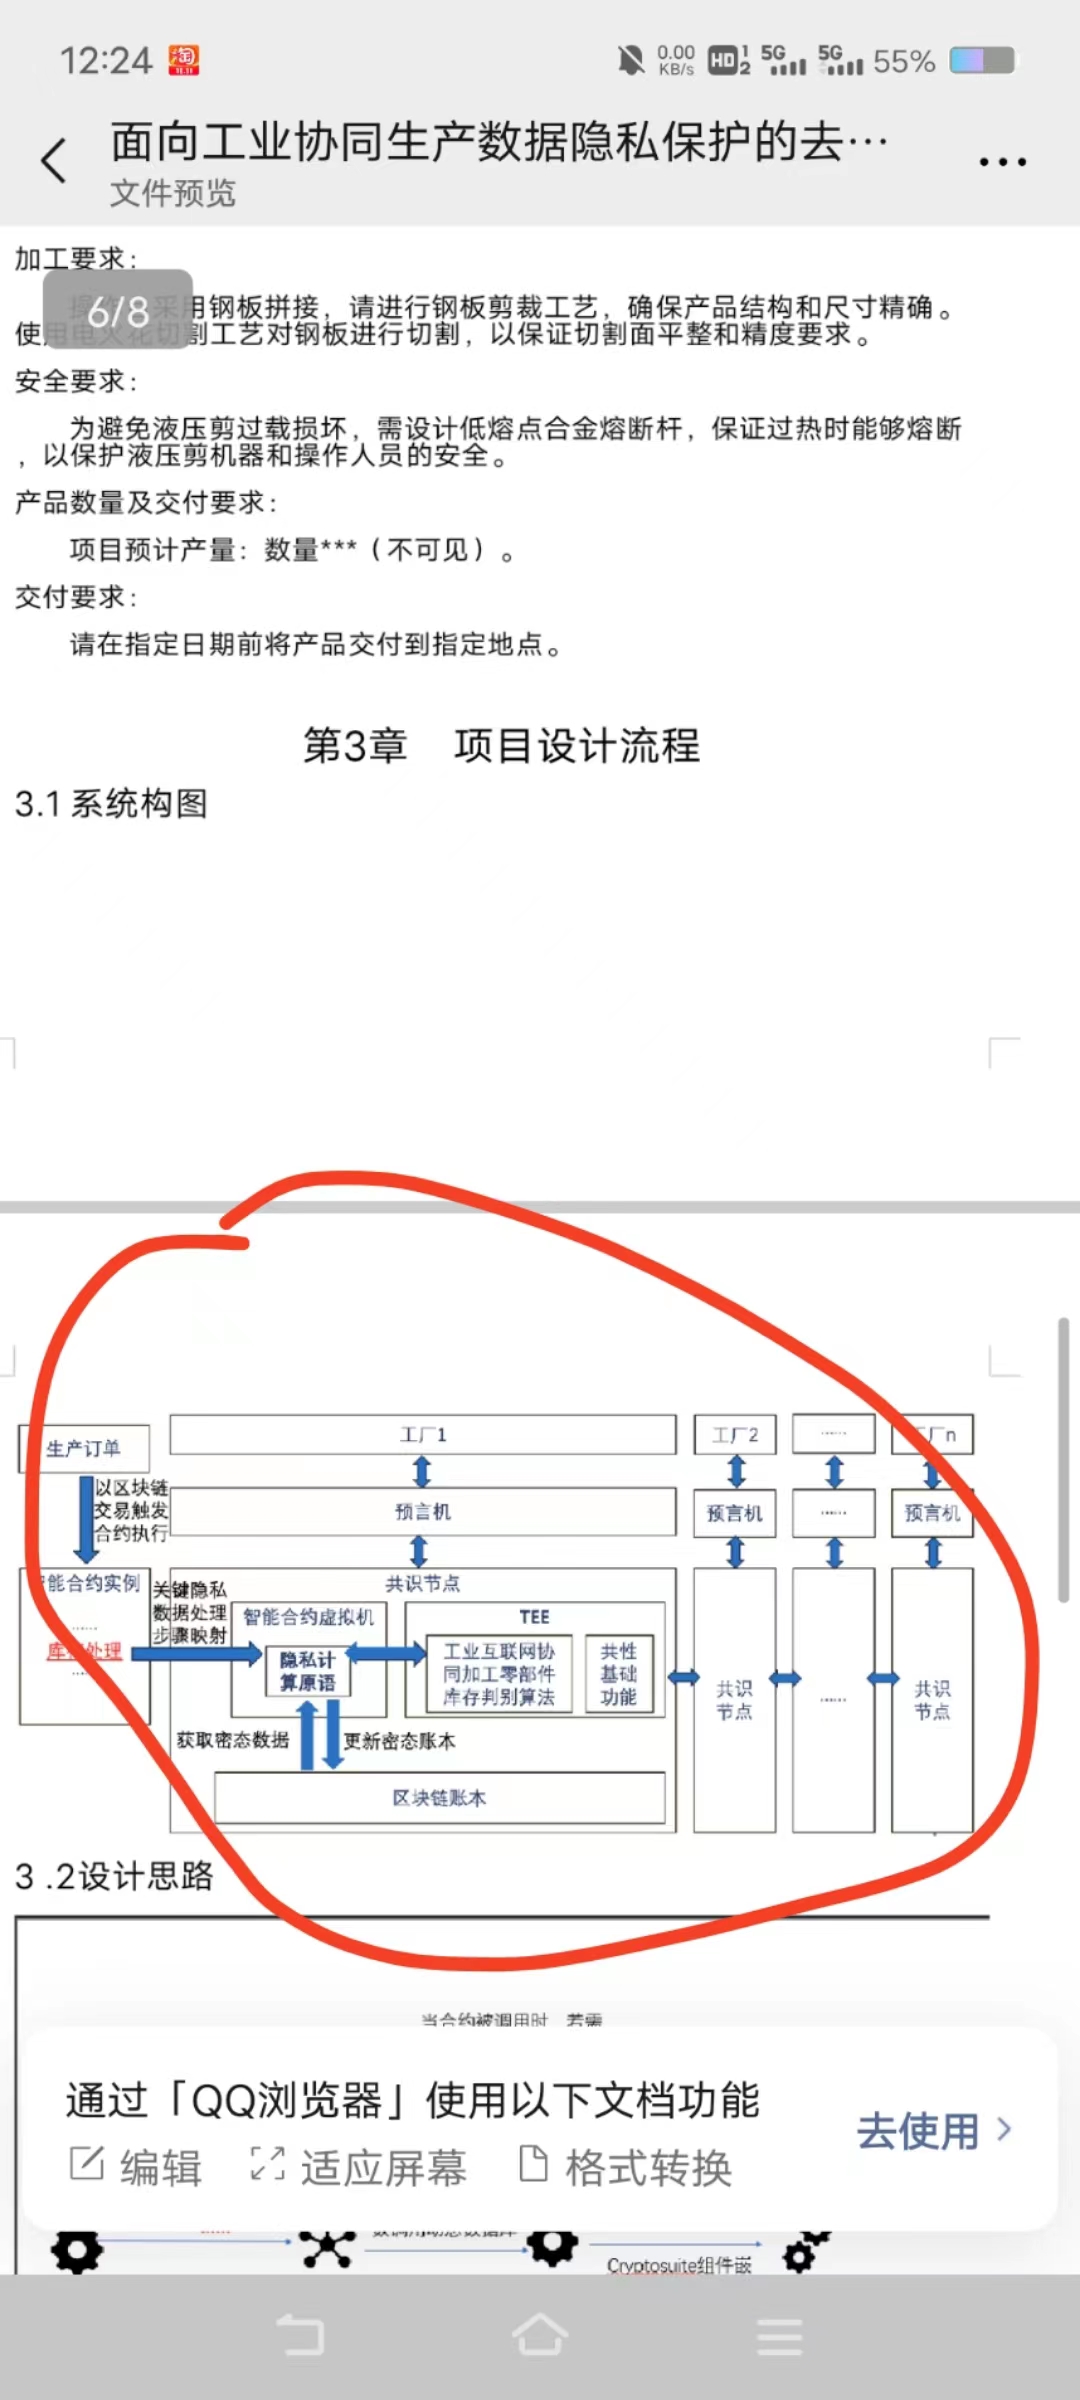 12:24
淘
11.11
0.00 KB/s HD 1 2 5G 5G 55%
面向工业协同生产数据隐私保护的去…
文件预览
加工要求:
6/8
采用钢板拼接，请进行钢板剪裁工艺，确保产品结构和尺寸精确。
使用电火花切割工艺对钢板进行切割，以保证切割面平整和精度要求。
安全要求:
为避免液压剪过载损坏，需设计低熔点合金熔断杆，保证过热时能够熔断
，以保护液压剪机器和操作人员的安全。
产品数量及交付要求:
项目预计产量: 数量***（不可见）。
交付要求:
请在指定日期前将产品交付到指定地点。
第3章 项目设计流程
3.1 系统构图
生产订单
工厂1
工厂2
......
工厂n
以区块链
交易触发
合约执行
预言机
预言机
......
预言机
智能合约实例
......
库存处理
......
关键隐私
数据处理
步骤映射
共识节点
智能合约虚拟机
隐私计
算原语
TEE
工业互联网协
同加工零部件
库存判别算法
共性
基础
功能
共识
节点
......
共识
节点
获取密态数据
更新密态账本
区块链账本
3 .2设计思路
当合约被调用时 若需
通过「QQ浏览器」使用以下文档功能
编辑 适应屏幕 格式转换
去使用 >
Cryptosuite组件嵌